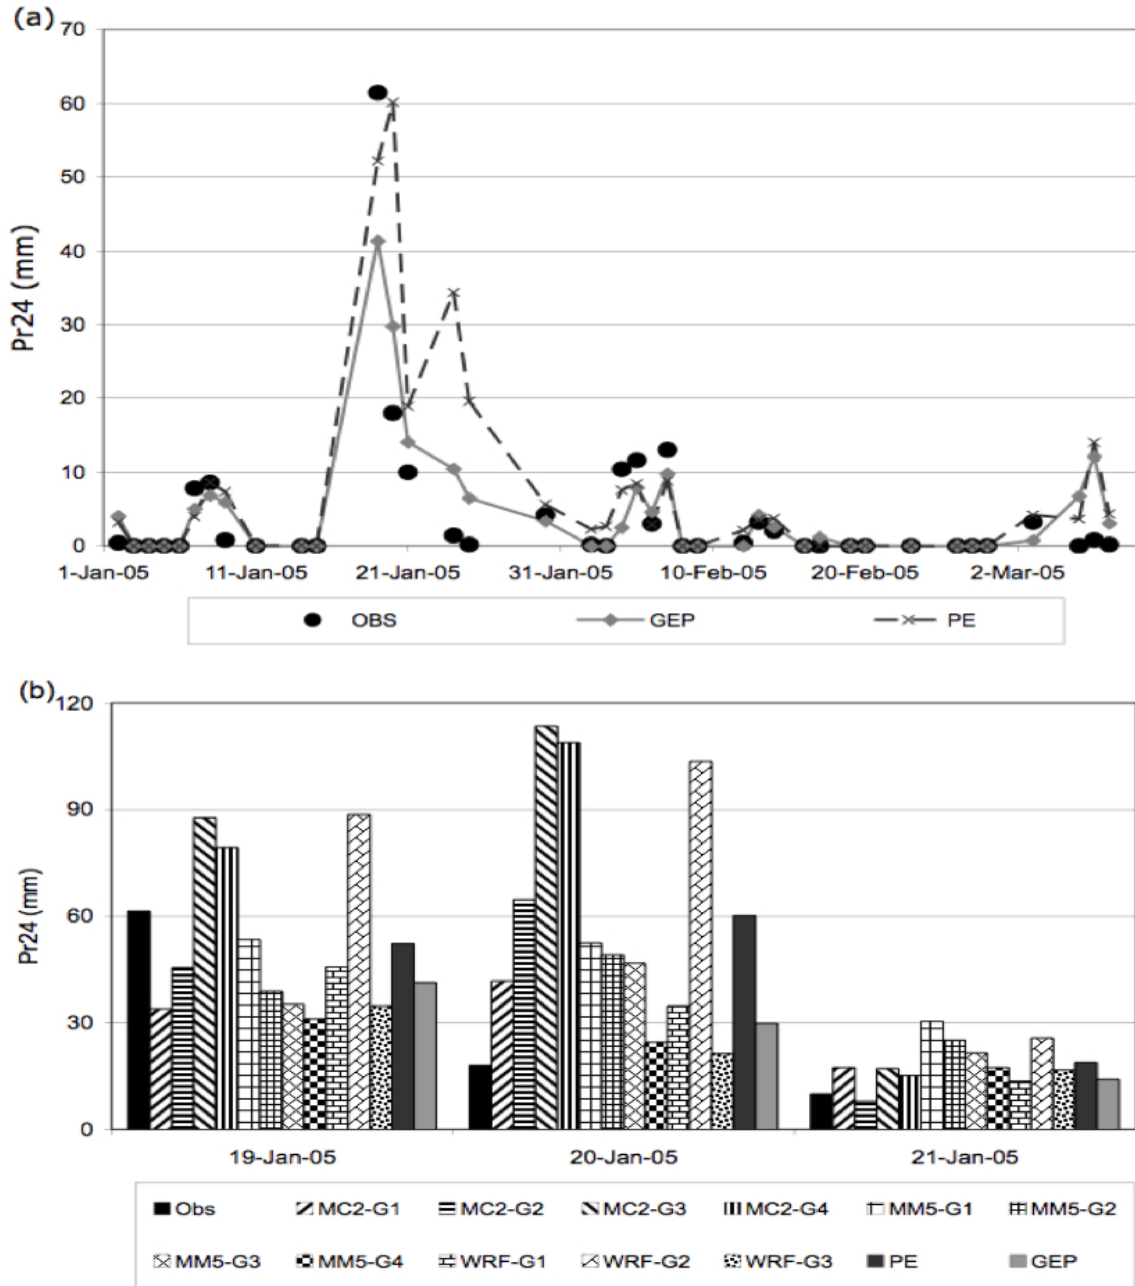 (a)
70
60
50
40
30
20
10
0
Pr24 (mm)
1-Jan-05 11-Jan-05 21-Jan-05 31-Jan-05 10-Feb-05 20-Feb-05 2-Mar-05
OBS GEP PE
(b)
120
90
60
30
0
Pr24 (mm)
19-Jan-05 20-Jan-05 21-Jan-05
Obs MC2-G1 MC2-G2 MC2-G3 MC2-G4 MM5-G1 MM5-G2
MM5-G3 MM5-G4 WRF-G1 WRF-G2 WRF-G3 PE GEP